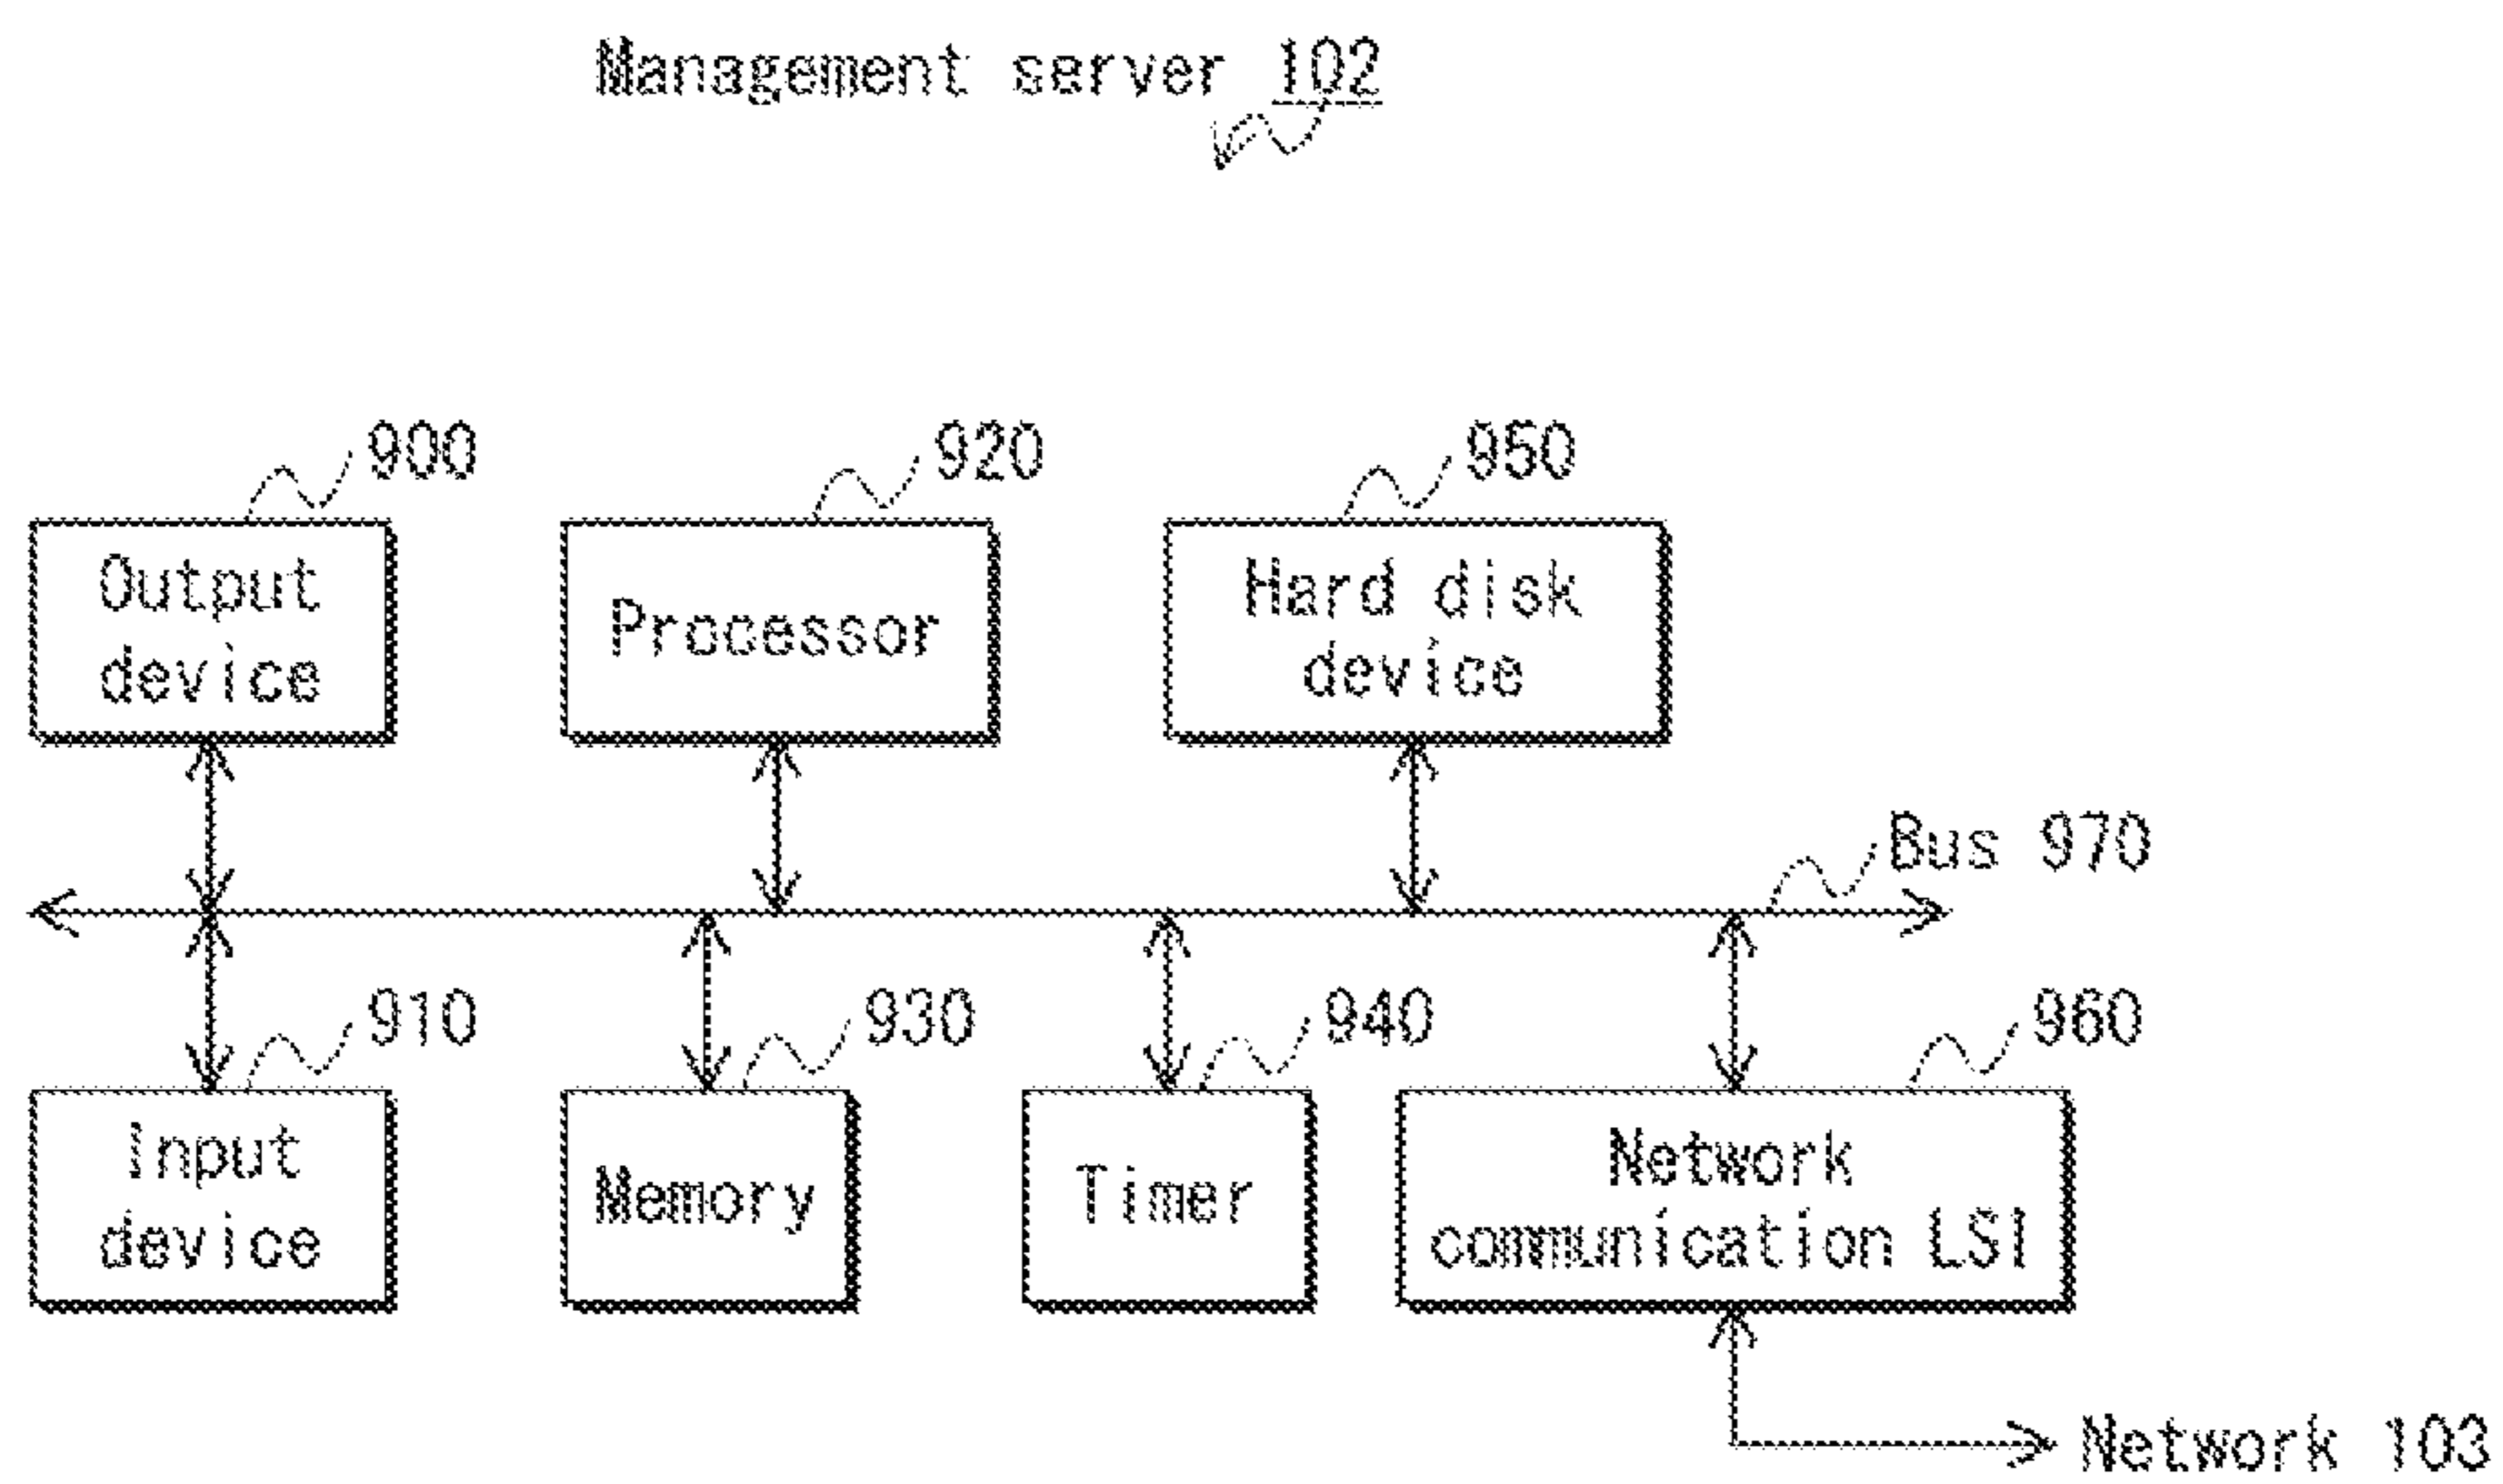 Management server 102
900
920
950
Output
device
Processor
Hard disk
device
Bus 970
910
930
940
960
Input
device
Memory
Timer
Network
communication LSI
Network 103